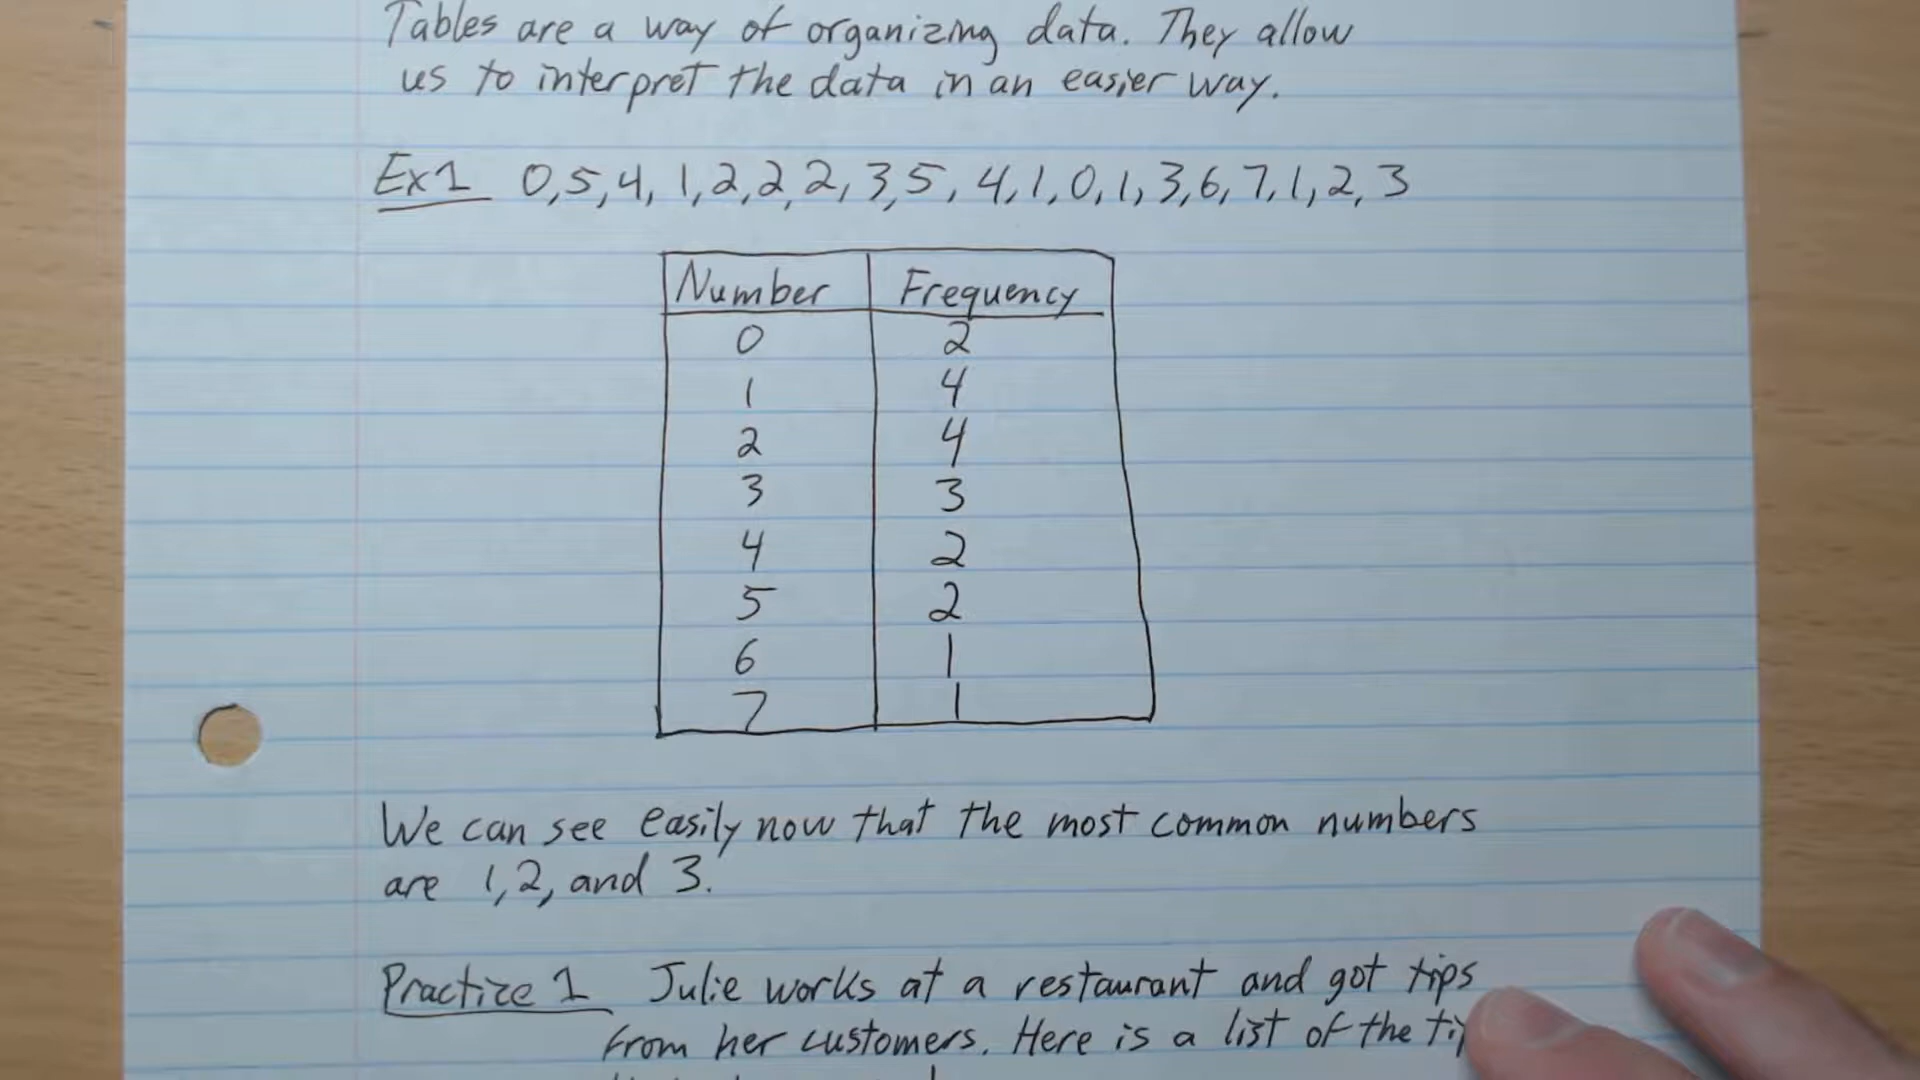 Tables are a way of organizing data. They allow
us to interpret the data in an easier way.
Ex1 0,5,4,1,2,2,2,3,5,4,1,0,1,3,6,7,1,2,3
Number Frequency
0 2
1 4
2 4
3 3
4 2
5 2
6 1
7 1
We can see easily now that the most common numbers
are 1,2, and 3.
Practice 1 Julie works at a restaurant and got tips
from her customers. Here is a list of the